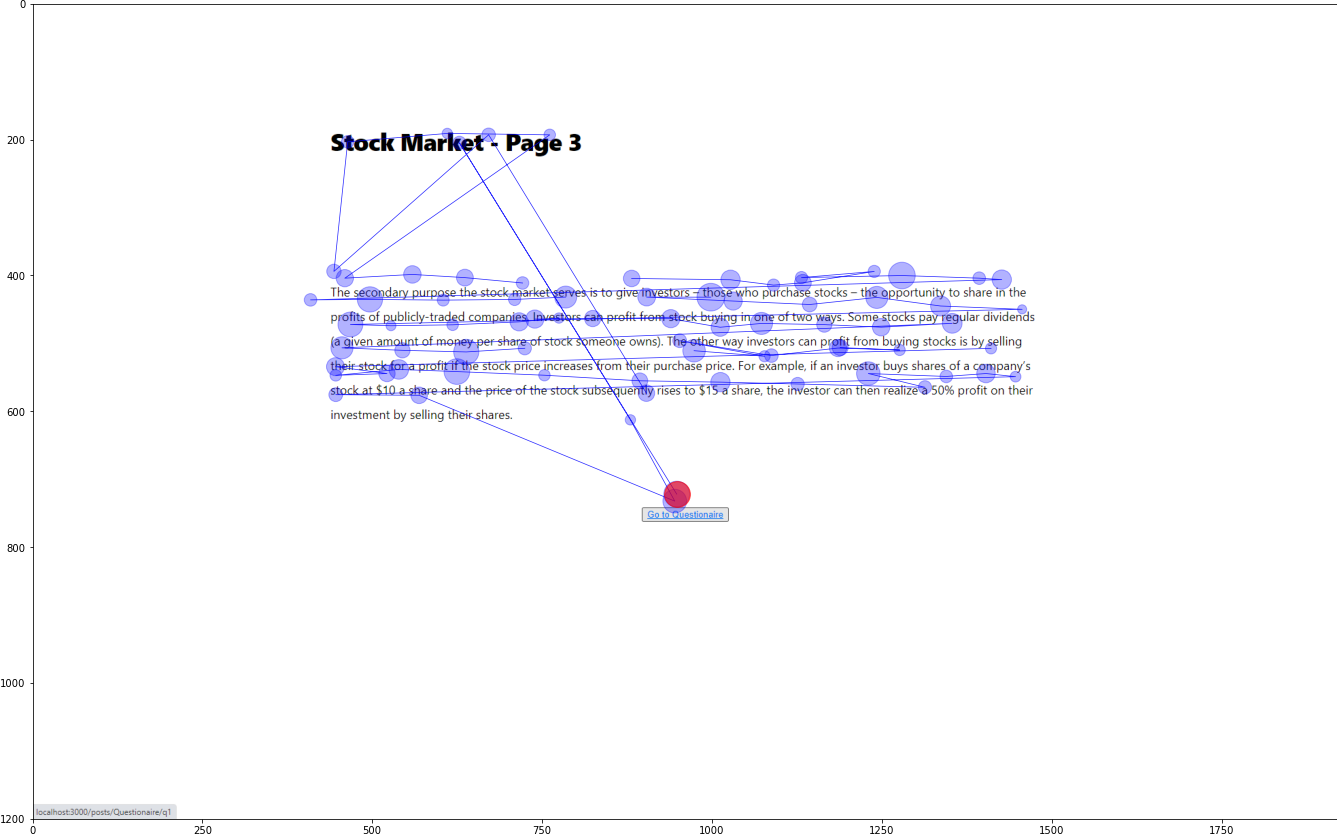 0
200
Stock Market - Page 3
400
The secondary purpose the stock market serves is to give investors – those who purchase stocks – the opportunity to share in the
profits of publicly-traded companies. Investors can profit from stock buying in one of two ways. Some stocks pay regular dividends
(a given amount of money per share of stock someone owns). The other way investors can profit from buying stocks is by selling
their stock for a profit if the stock price increases from their purchase price. For example, if an investor buys shares of a company’s
stock at $10 a share and the price of the stock subsequently rises to $15 a share, the investor can then realize a 50% profit on their
600
investment by selling their shares.
Go to Questionaire
800
1000
localhost:3000/posts/Questionaire/q1
1200
0 250 500 750 1000 1250 1500 1750